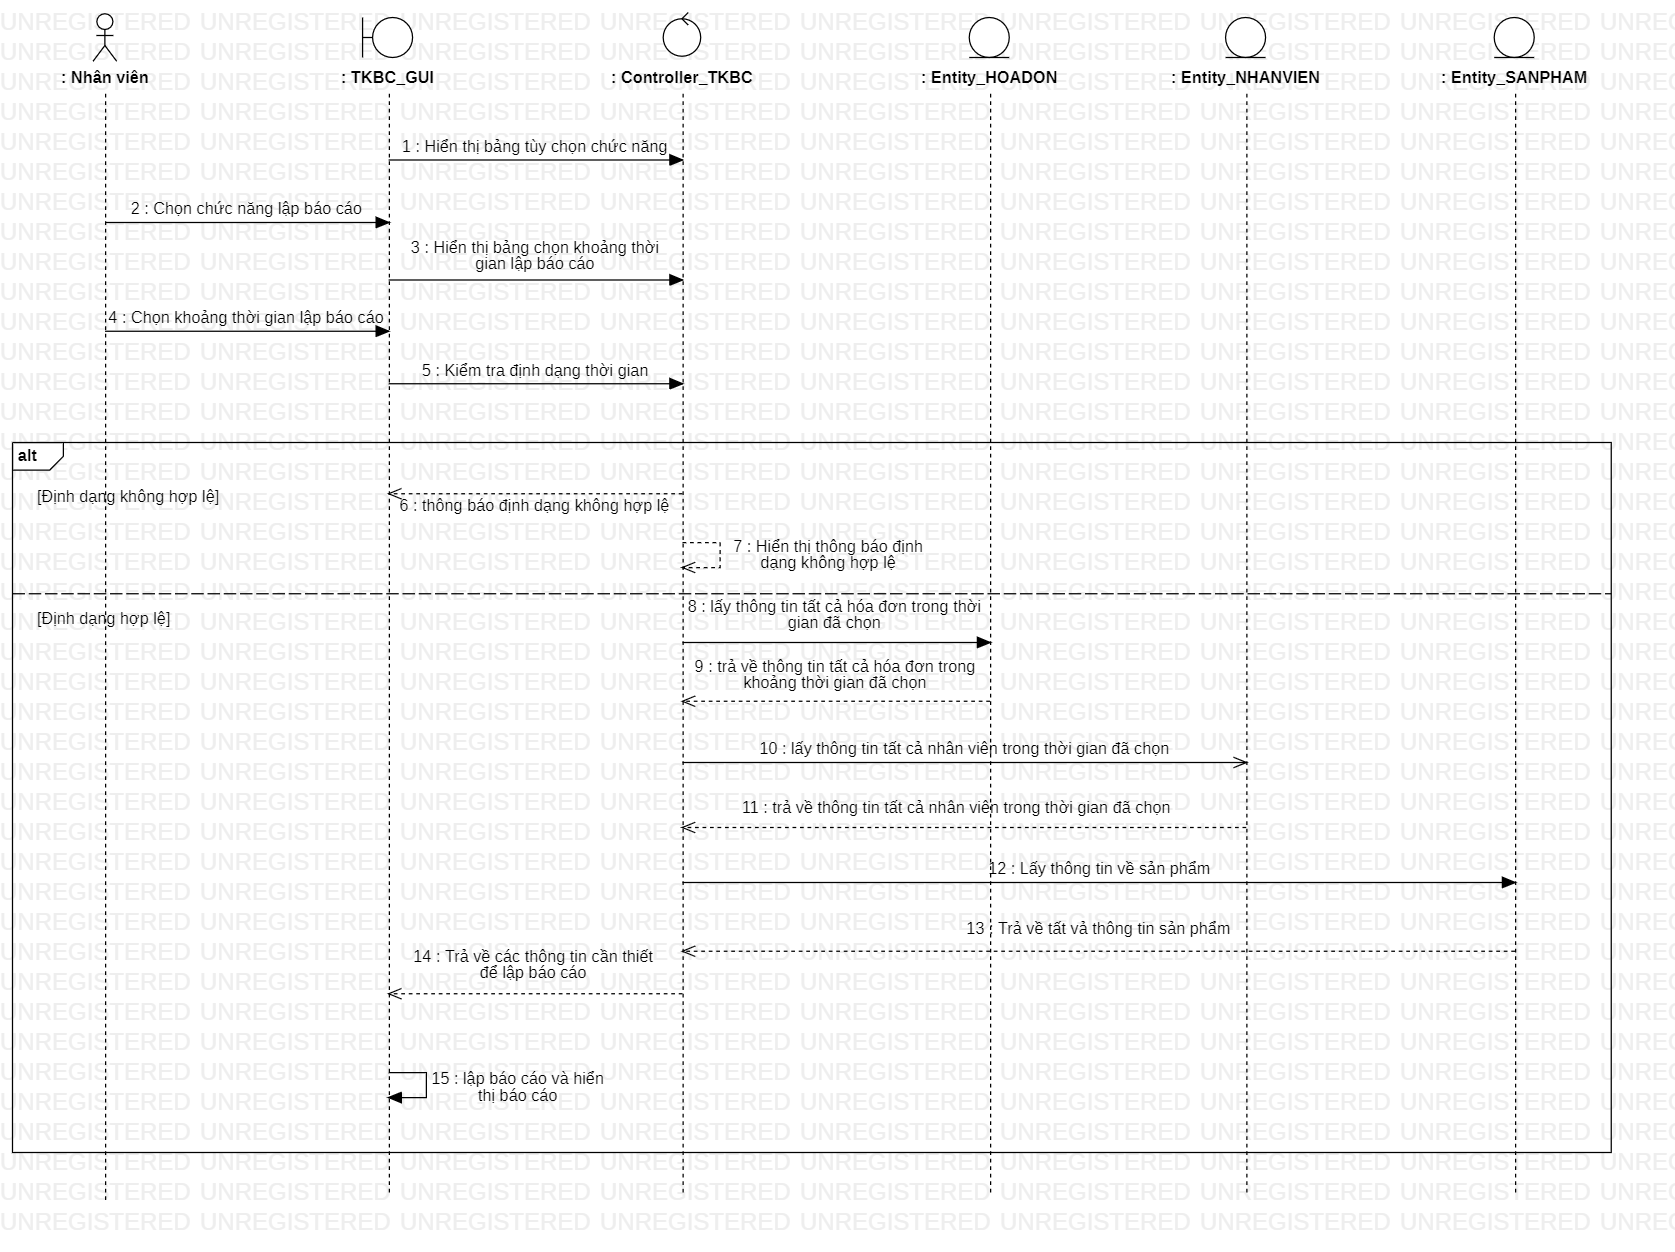 : Nhân viên
: TKBC_GUI
: Controller_TKBC
: Entity_HOADON
: Entity_NHANVIEN
: Entity_SANPHAM
1 : Hiển thị bảng tùy chọn chức năng
2 : Chọn chức năng lập báo cáo
3 : Hiển thị bảng chọn khoảng thời
gian lập báo cáo
4 : Chọn khoảng thời gian lập báo cáo
5 : Kiểm tra định dạng thời gian
alt
[Định dạng không hợp lệ]
6 : thông báo định dạng không hợp lệ
7 : Hiển thị thông báo định
dạng không hợp lệ
[Định dạng hợp lệ]
8 : lấy thông tin tất cả hóa đơn trong thời
gian đã chọn
9 : trả về thông tin tất cả hóa đơn trong
khoảng thời gian đã chọn
10 : lấy thông tin tất cả nhân viên trong thời gian đã chọn
11 : trả về thông tin tất cả nhân viên trong thời gian đã chọn
12 : Lấy thông tin về sản phẩm
13 : Trả về tất vả thông tin sản phẩm
14 : Trả về các thông tin cần thiết
để lập báo cáo
15 : lập báo cáo và hiển
thị báo cáo
UNREGISTERED